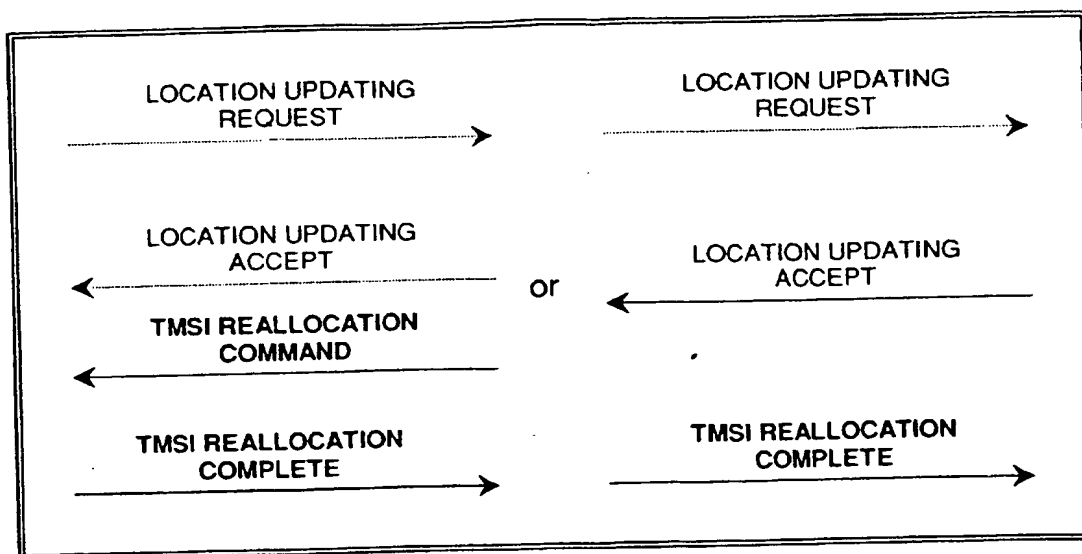 LOCATION UPDATING
REQUEST
LOCATION UPDATING
REQUEST
LOCATION UPDATING
ACCEPT
or
LOCATION UPDATING
ACCEPT
TMSI REALLOCATION
COMMAND
TMSI REALLOCATION
COMPLETE
TMSI REALLOCATION
COMPLETE